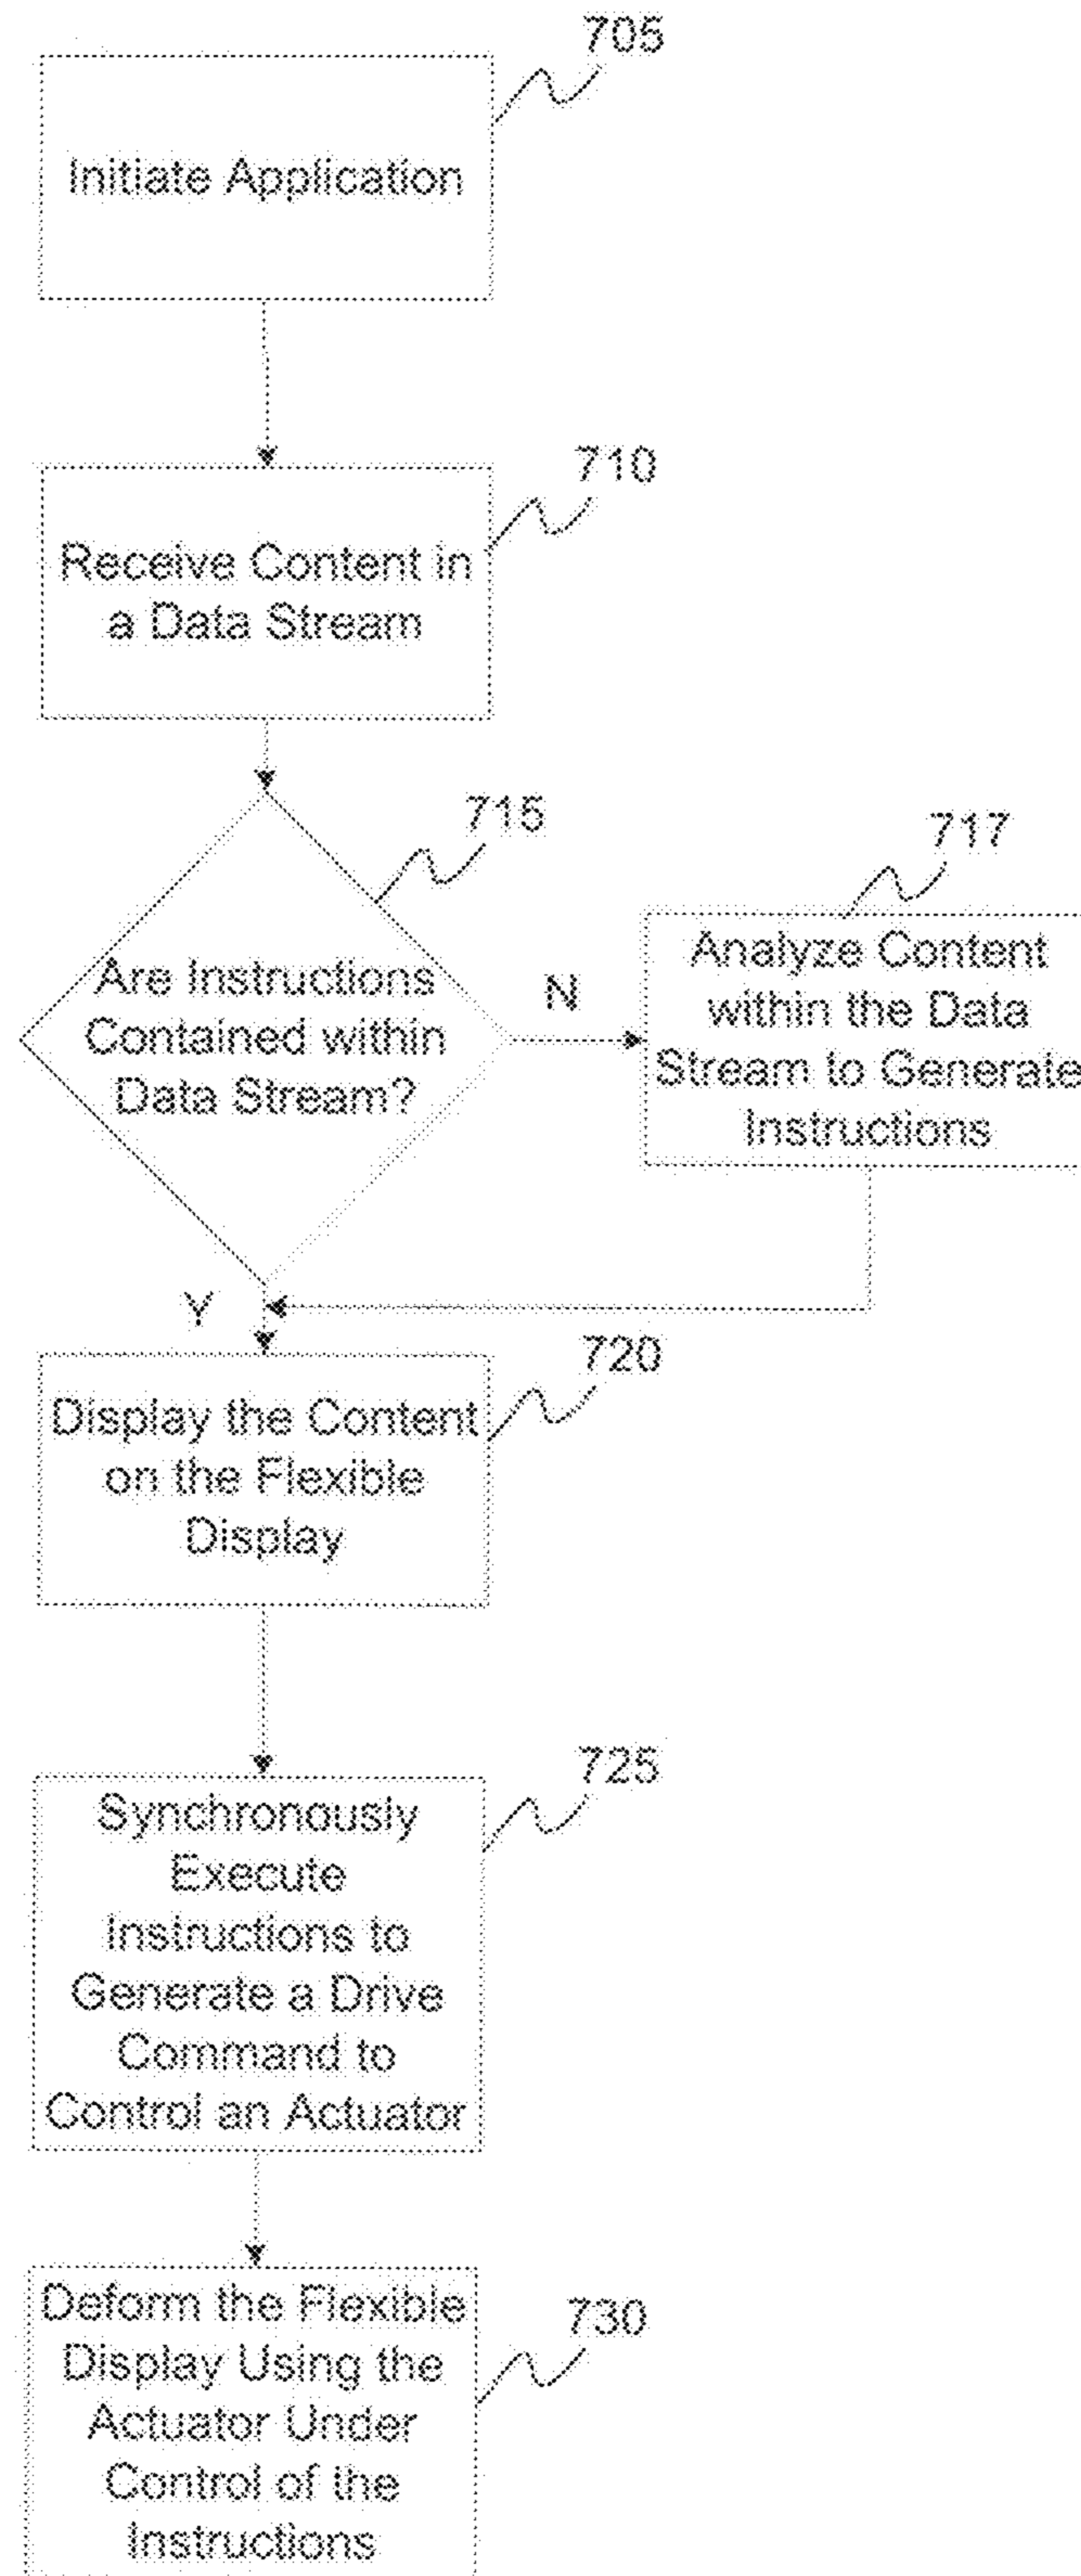 705
Initiate Application
710
Receive Content in
a Data Stream
715
Are Instructions
Contained within
Data Stream?
N
717
Analyze Content
within the Data
Stream to Generate
Instructions
Y
720
Display the Content
on the Flexible
Display
725
Synchronously
Execute
Instructions to
Generate a Drive
Command to
Control an Actuator
730
Deform the Flexible
Display Using the
Actuator Under
Control of the
Instructions